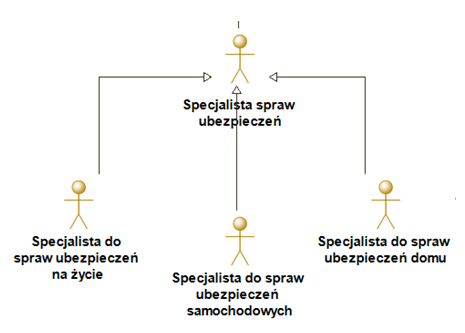 Specjalista spraw
ubezpieczeń
Specjalista do
spraw ubezpieczeń
na życie
Specjalista do spraw
ubezpieczeń
samochodowych
Specjalista do spraw
ubezpieczeń domu